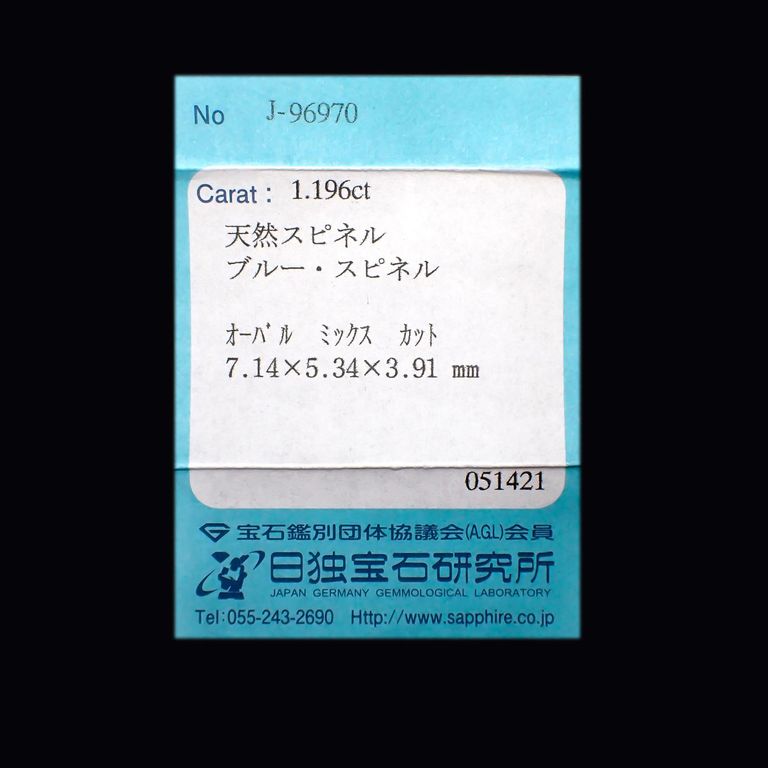 No J-96970
Carat : 1.196ct
天然スピネル
ブルー・スピネル
ｵｰﾊﾞﾙ ﾐｯｸｽ ｶｯﾄ
7.14×5.34×3.91 mm
051421
宝石鑑別団体協議会(A.G.L)会員
日独宝石研究所
JAPAN GERMANY GEMMOLOGICAL LABORATORY
Tel:055-243-2690 Http://www.sapphire.co.jp